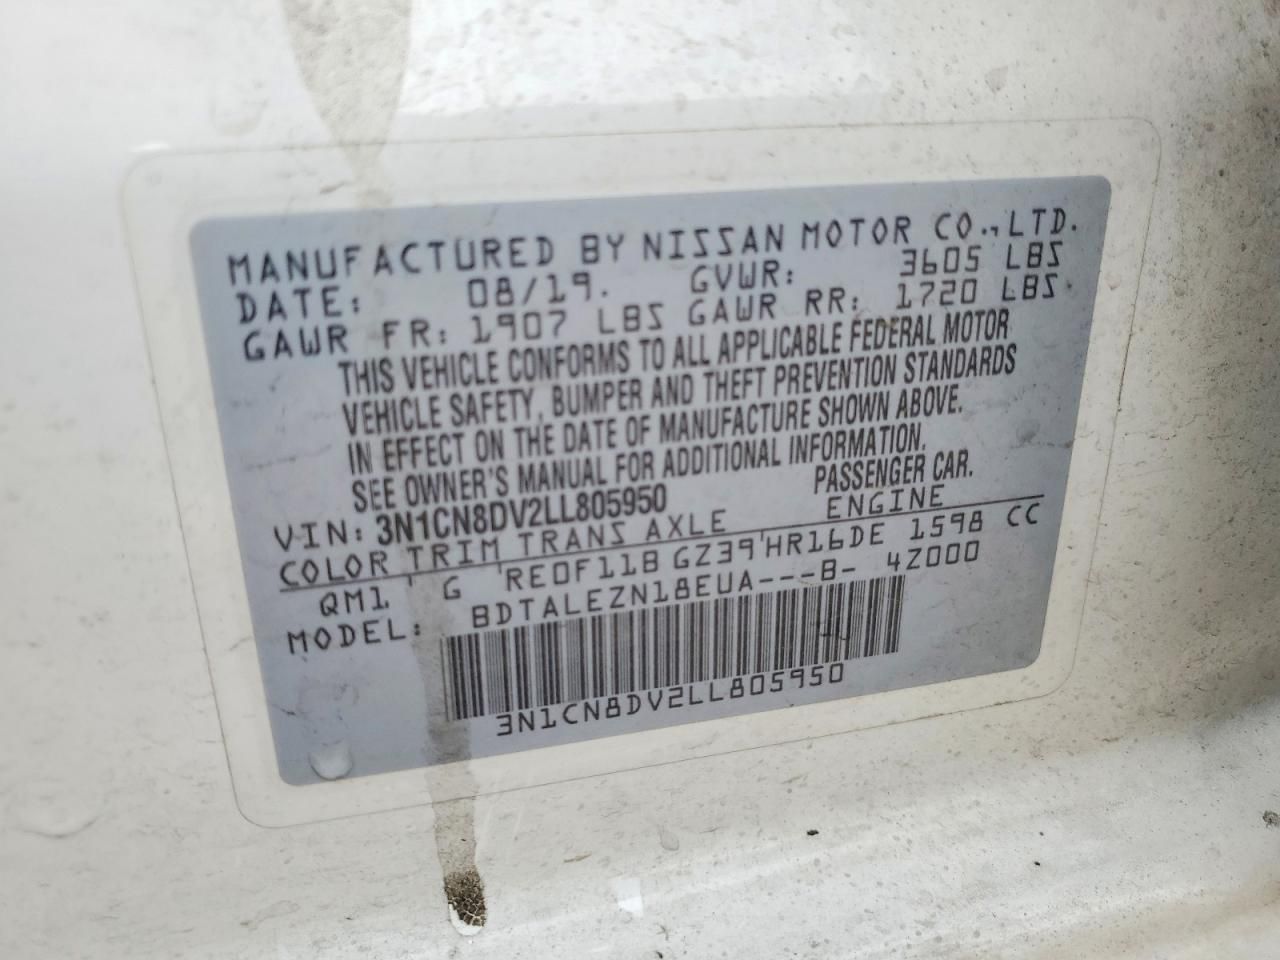 MANUFACTURED BY NISSAN MOTOR CO., LTD.
DATE: 08/19. GVWR: 3605 LBS
GAWR FR: 1907 LBS GAWR RR: 1720 LBS
THIS VEHICLE CONFORMS TO ALL APPLICABLE FEDERAL MOTOR
VEHICLE SAFETY, BUMPER AND THEFT PREVENTION STANDARDS
IN EFFECT ON THE DATE OF MANUFACTURE SHOWN ABOVE.
SEE OWNER'S MANUAL FOR ADDITIONAL INFORMATION.
VIN: 3N1CN8DV2LL805950 PASSENGER CAR.
COLOR TRIM TRANS AXLE ENGINE
QM1 G RE0F11B GZ39 HR16DE 1598 CC
MODEL: BDTALEZN18EUA---B- 4Z000
3N1CN8DV2LL805950